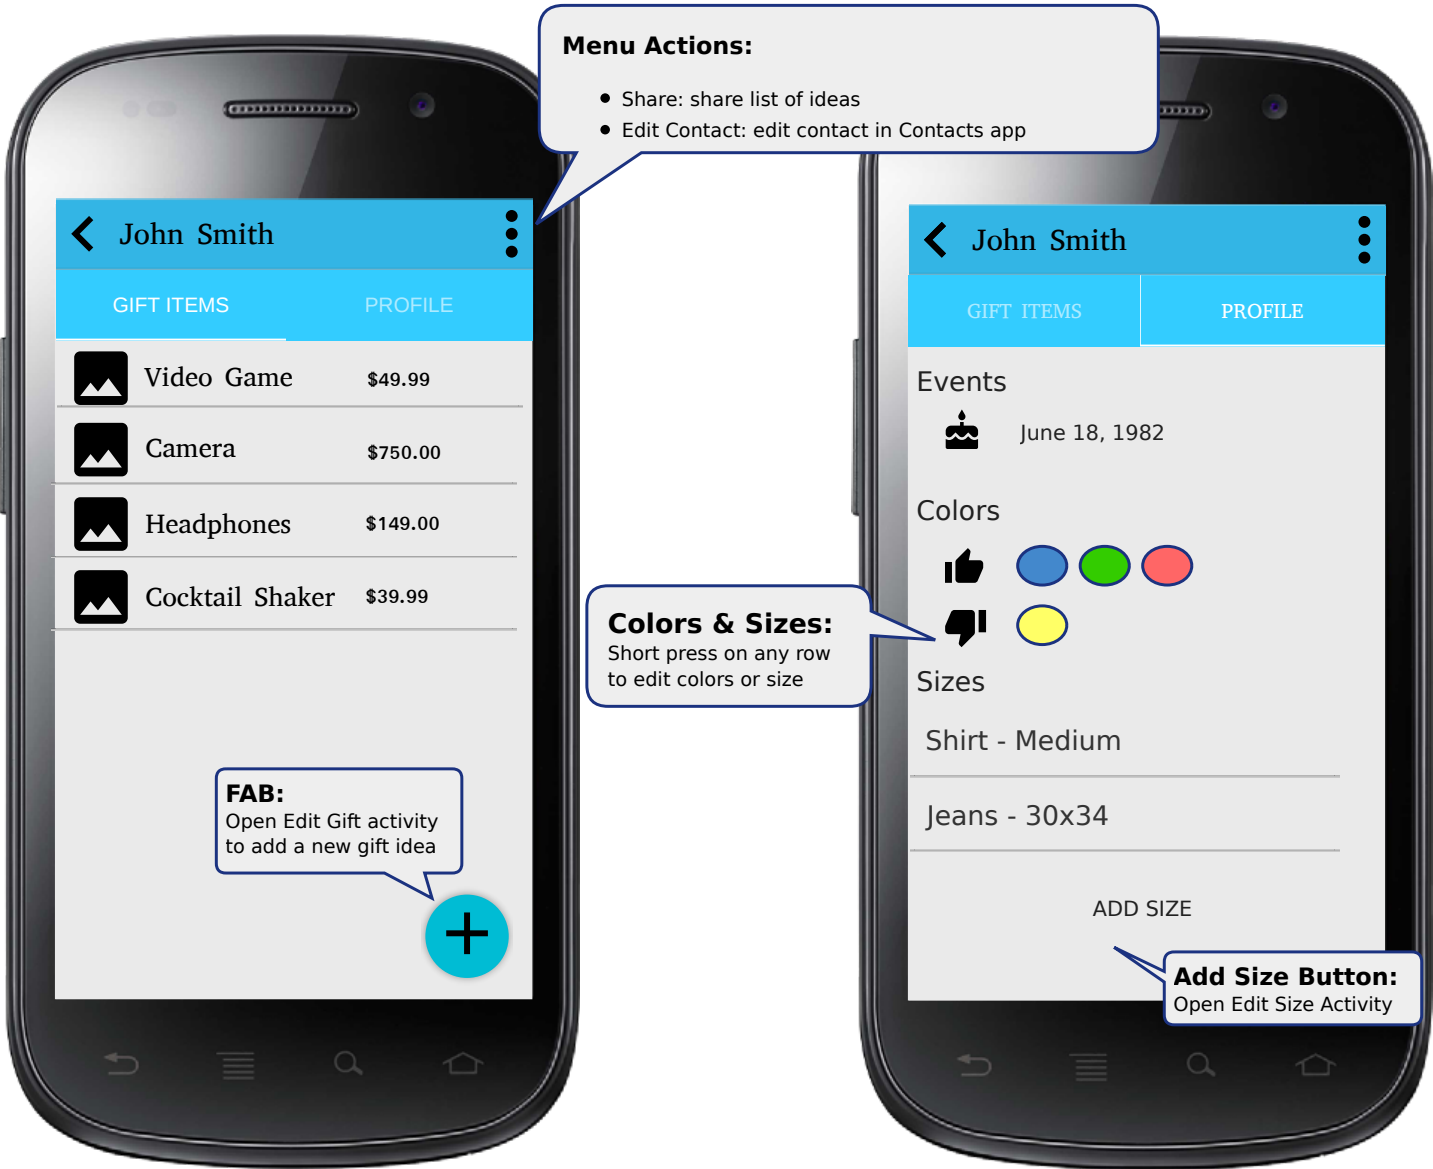 Menu Actions:
Share: share list of ideas
Edit Contact: edit contact in Contacts app
John Smith
GIFT ITEMS PROFILE
Video Game $49.99
Camera $750.00
Headphones $149.00
Cocktail Shaker $39.99
FAB:
Open Edit Gift activity
to add a new gift idea
John Smith
GIFT ITEMS PROFILE
Events
June 18, 1982
Colors
Colors & Sizes:
Short press on any row
to edit colors or size
Sizes
Shirt - Medium
Jeans - 30x34
ADD SIZE
Add Size Button:
Open Edit Size Activity